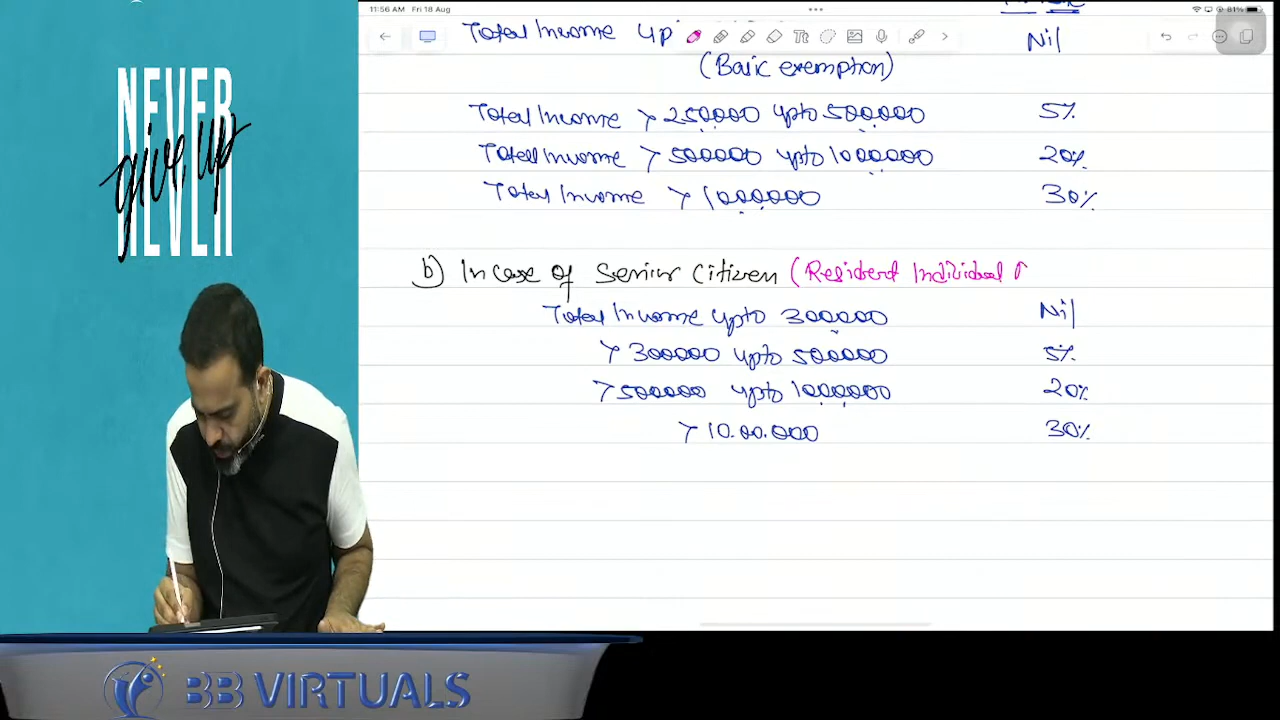 11:56 AM Fri 18 Aug
81%
Total Income up
Nil
(Basic exemption)
Total Income > 250000 upto 500000 5%
Total Income > 500000 upto 1000000 20%
Total Income > 1000000 30%
b) In case of Senior Citizen (Resident Individual
Total Income upto 300000 Nil
> 300000 upto 500000 5%
> 500000 upto 1000000 20%
> 10.00.000 30%
NEVER
give up
NEVER
BB VIRTUALS